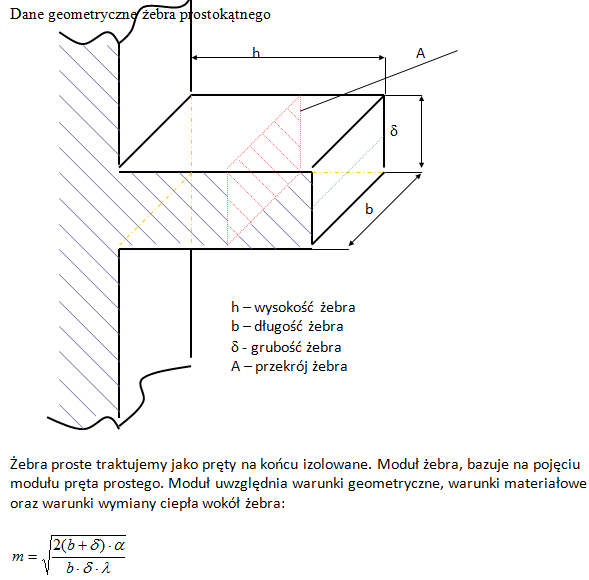 Dane geometryczne żebra prostokątnego
h
A
δ
b
h – wysokość żebra
b – długość żebra
δ - grubość żebra
A – przekrój żebra
Żebra proste traktujemy jako pręty na końcu izolowane. Moduł żebra, bazuje na pojęciu
modułu pręta prostego. Moduł uwzględnia warunki geometryczne, warunki materiałowe
oraz warunki wymiany ciepła wokół żebra:
m = √(2(b + δ) · α / b · δ · λ)